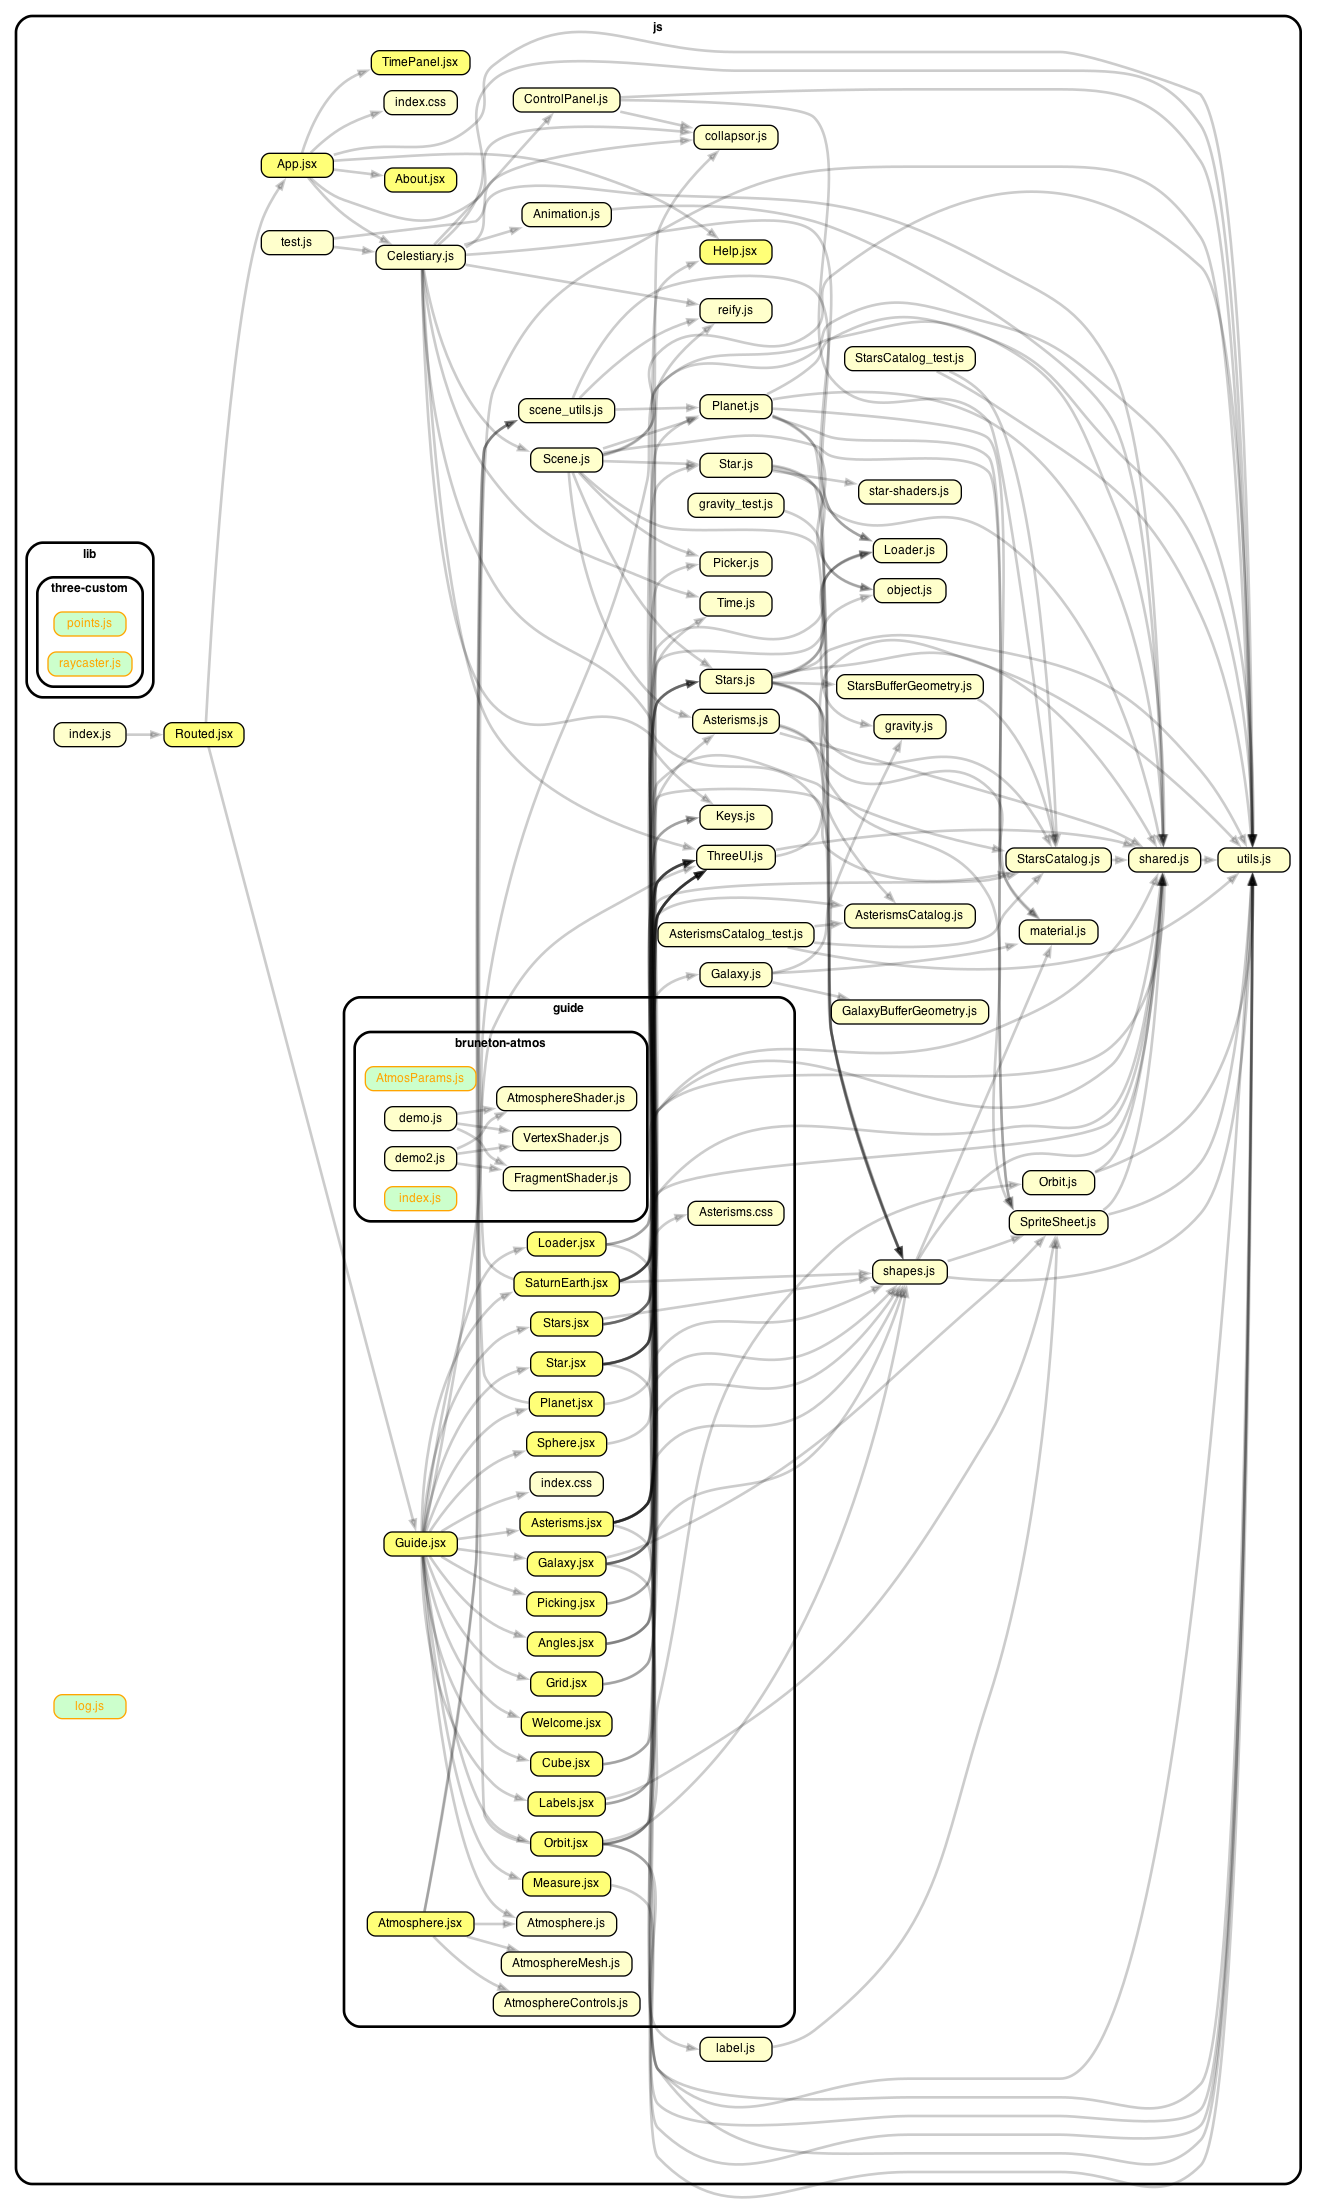 js
TimePanel.jsx
index.css
App.jsx
About.jsx
test.js
Celestiary.js
ControlPanel.js
collapsor.js
Animation.js
Help.jsx
reify.js
StarsCatalog_test.js
scene_utils.js
Planet.js
Scene.js
Star.js
star-shaders.js
gravity_test.js
Loader.js
Picker.js
object.js
Time.js
lib
three-custom
points.js
raycaster.js
index.js
Routed.jsx
Stars.js
StarsBufferGeometry.js
Asterisms.js
gravity.js
Keys.js
ThreeUI.js
StarsCatalog.js
shared.js
utils.js
AsterismsCatalog.js
AsterismsCatalog_test.js
material.js
Galaxy.js
GalaxyBufferGeometry.js
guide
bruneton-atmos
AtmosParams.js
AtmosphereShader.js
demo.js
VertexShader.js
demo2.js
FragmentShader.js
index.js
Orbit.js
Asterisms.css
SpriteSheet.js
Loader.jsx
shapes.js
SaturnEarth.jsx
Stars.jsx
Star.jsx
Planet.jsx
Sphere.jsx
index.css
Asterisms.jsx
Guide.jsx
Galaxy.jsx
Picking.jsx
Angles.jsx
Grid.jsx
log.js
Welcome.jsx
Cube.jsx
Labels.jsx
Orbit.jsx
Measure.jsx
Atmosphere.jsx
Atmosphere.js
AtmosphereMesh.js
AtmosphereControls.js
label.js